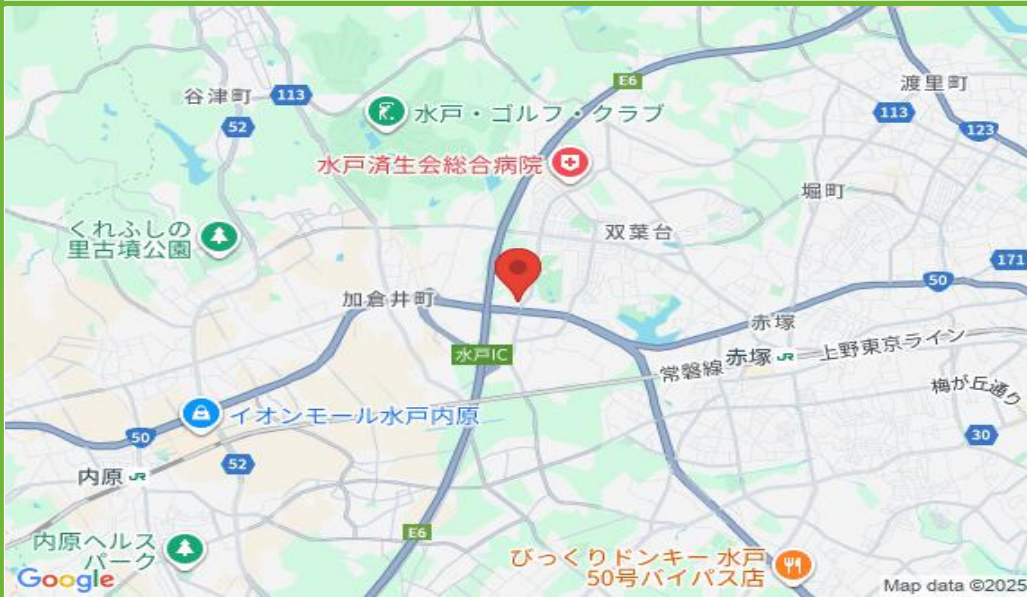 E6
渡里町
谷津町
113
水戸・ゴルフ・クラブ
113
52
123
水戸済生会総合病院
堀町
くれふしの
里古墳公園
双葉台
171
50
加倉井町
赤塚
水戸IC
常磐線
赤塚 JR
上野東京ライン
梅が丘通り
イオンモール水戸内原
50
30
52
内原 JR
E6
内原ヘルス
パーク
びっくりドンキー 水戸
50号バイパス店
Google
Map data ©2025